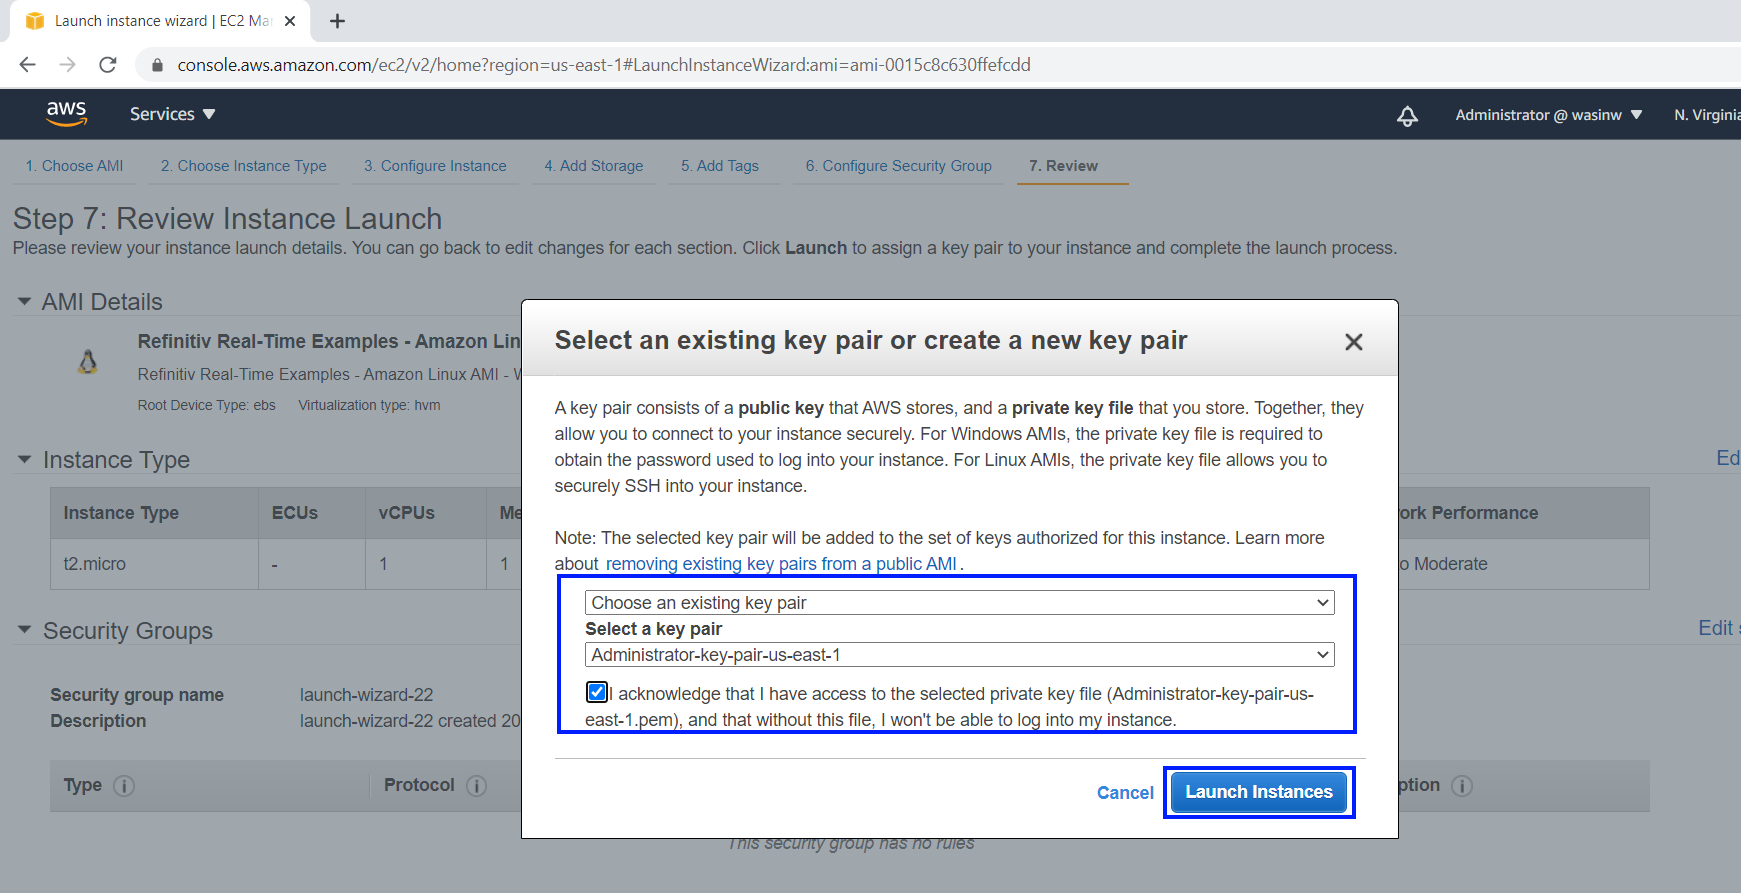 Launch instance wizard | EC2 Mar
console.aws.amazon.com/ec2/v2/home?region=us-east-1#LaunchInstanceWizard:ami=ami-0015c8c630ffefcdd
aws Services Administrator @ wasinw N. Virginia
1. Choose AMI 2. Choose Instance Type 3. Configure Instance 4. Add Storage 5. Add Tags 6. Configure Security Group 7. Review
Step 7: Review Instance Launch
Please review your instance launch details. You can go back to edit changes for each section. Click Launch to assign a key pair to your instance and complete the launch process.
AMI Details
Refinitiv Real-Time Examples - Amazon Lin
Refinitiv Real-Time Examples - Amazon Linux AMI -
Root Device Type: ebs Virtualization type: hvm
Instance Type Ed
Instance Type ECUs vCPUs Me ork Performance
t2.micro - 1 1 o Moderate
Security Groups Edit s
Security group name launch-wizard-22
Description launch-wizard-22 created 20
Type Protocol ption
This security group has no rules
Select an existing key pair or create a new key pair
A key pair consists of a public key that AWS stores, and a private key file that you store. Together, they
allow you to connect to your instance securely. For Windows AMIs, the private key file is required to
obtain the password used to log into your instance. For Linux AMIs, the private key file allows you to
securely SSH into your instance.
Note: The selected key pair will be added to the set of keys authorized for this instance. Learn more
about removing existing key pairs from a public AMI .
Choose an existing key pair
Select a key pair
Administrator-key-pair-us-east-1
I acknowledge that I have access to the selected private key file (Administrator-key-pair-us-
east-1.pem), and that without this file, I won't be able to log into my instance.
Cancel Launch Instances